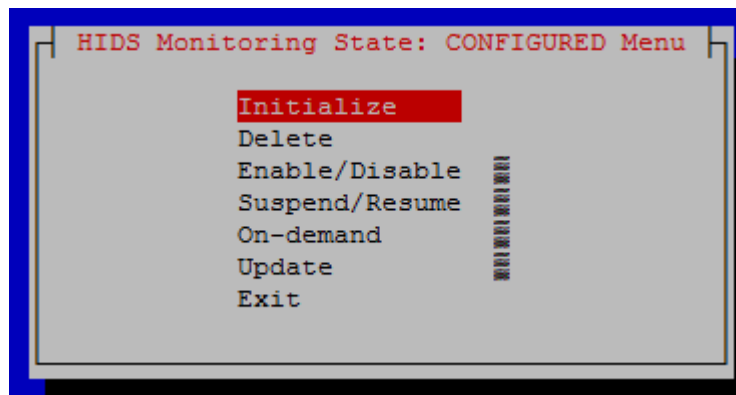 HIDS Monitoring State: CONFIGURED Menu
Initialize
Delete
Enable/Disable
Suspend/Resume
On-demand
Update
Exit